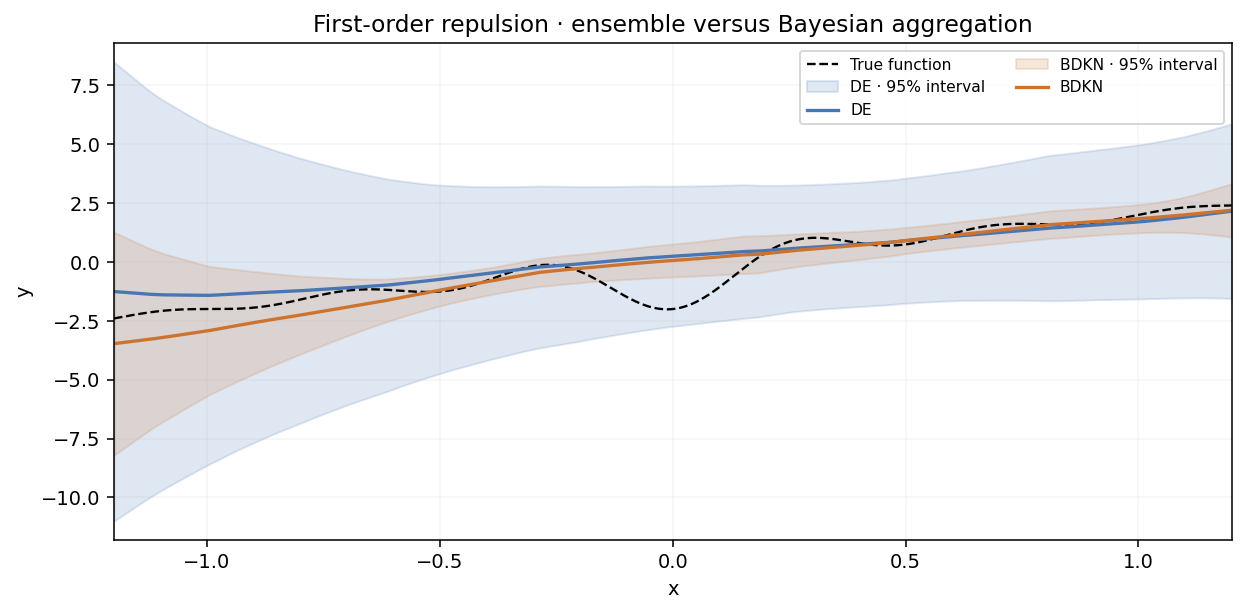 First-order repulsion · ensemble versus Bayesian aggregation
True function
DE · 95% interval
DE
BDKN · 95% interval
BDKN
y
7.5
5.0
2.5
0.0
−2.5
−5.0
−7.5
−10.0
−1.0
−0.5
0.0
0.5
1.0
x